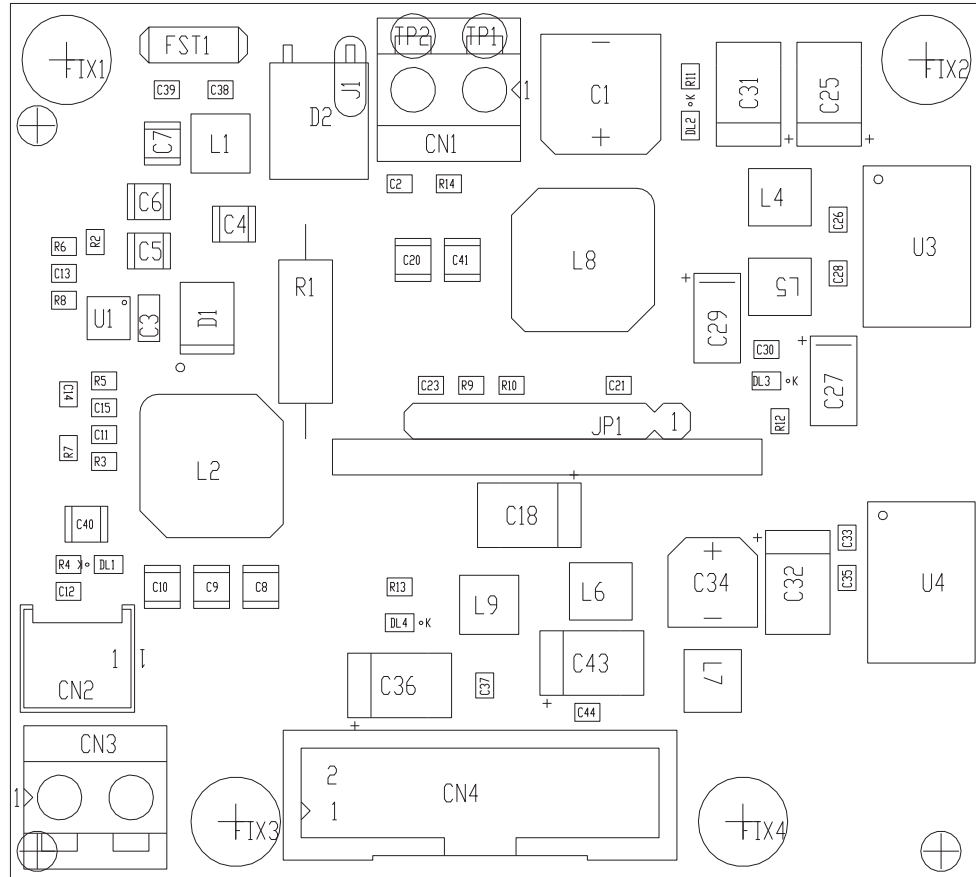 FIX1
FST1
J1
D2
TP2
TP1
1
CN1
C1
R11
K
DL2
C31
C25
FIX2
C39
C38
C7
L1
C2
R14
L4
C26
U3
C6
C4
C5
R6
R2
C13
R8
C20
C41
L8
C28
L5
U1
C3
D1
R1
C29
C30
C27
DL3
K
R12
C14
R5
C15
C11
R7
R3
C23
R9
R10
C21
JP1
1
L2
C18
C40
R4
K
DL1
C12
C10
C9
C8
R13
DL4
K
L9
L6
C34
C32
C33
C35
U4
1
1
CN2
C36
C37
C43
C44
L7
CN3
1
2
1
CN4
FIX3
FIX4